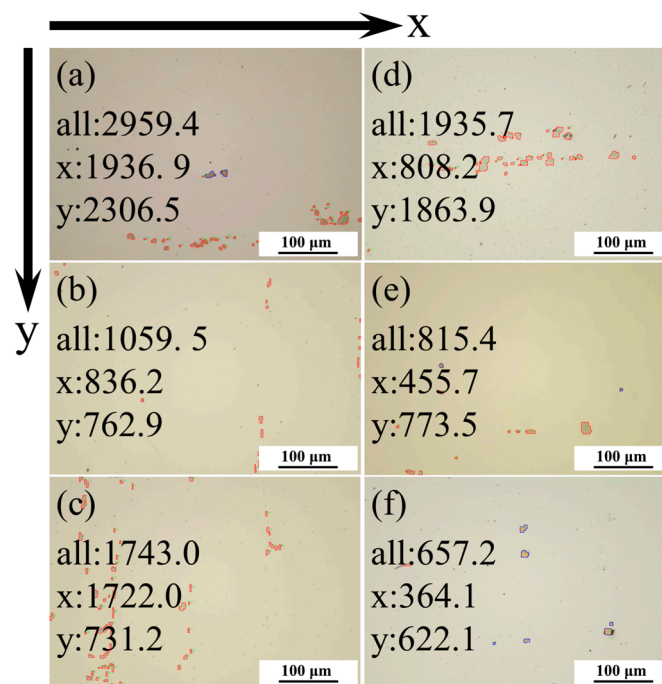 x
y
(a)
all:2959.4
x:1936. 9
y:2306.5
100 μm
(d)
all:1935.7
x:808.2
y:1863.9
100 μm
(b)
all:1059. 5
x:836.2
y:762.9
100 μm
(e)
all:815.4
x:455.7
y:773.5
100 μm
(c)
all:1743.0
x:1722.0
y:731.2
100 μm
(f)
all:657.2
x:364.1
y:622.1
100 μm